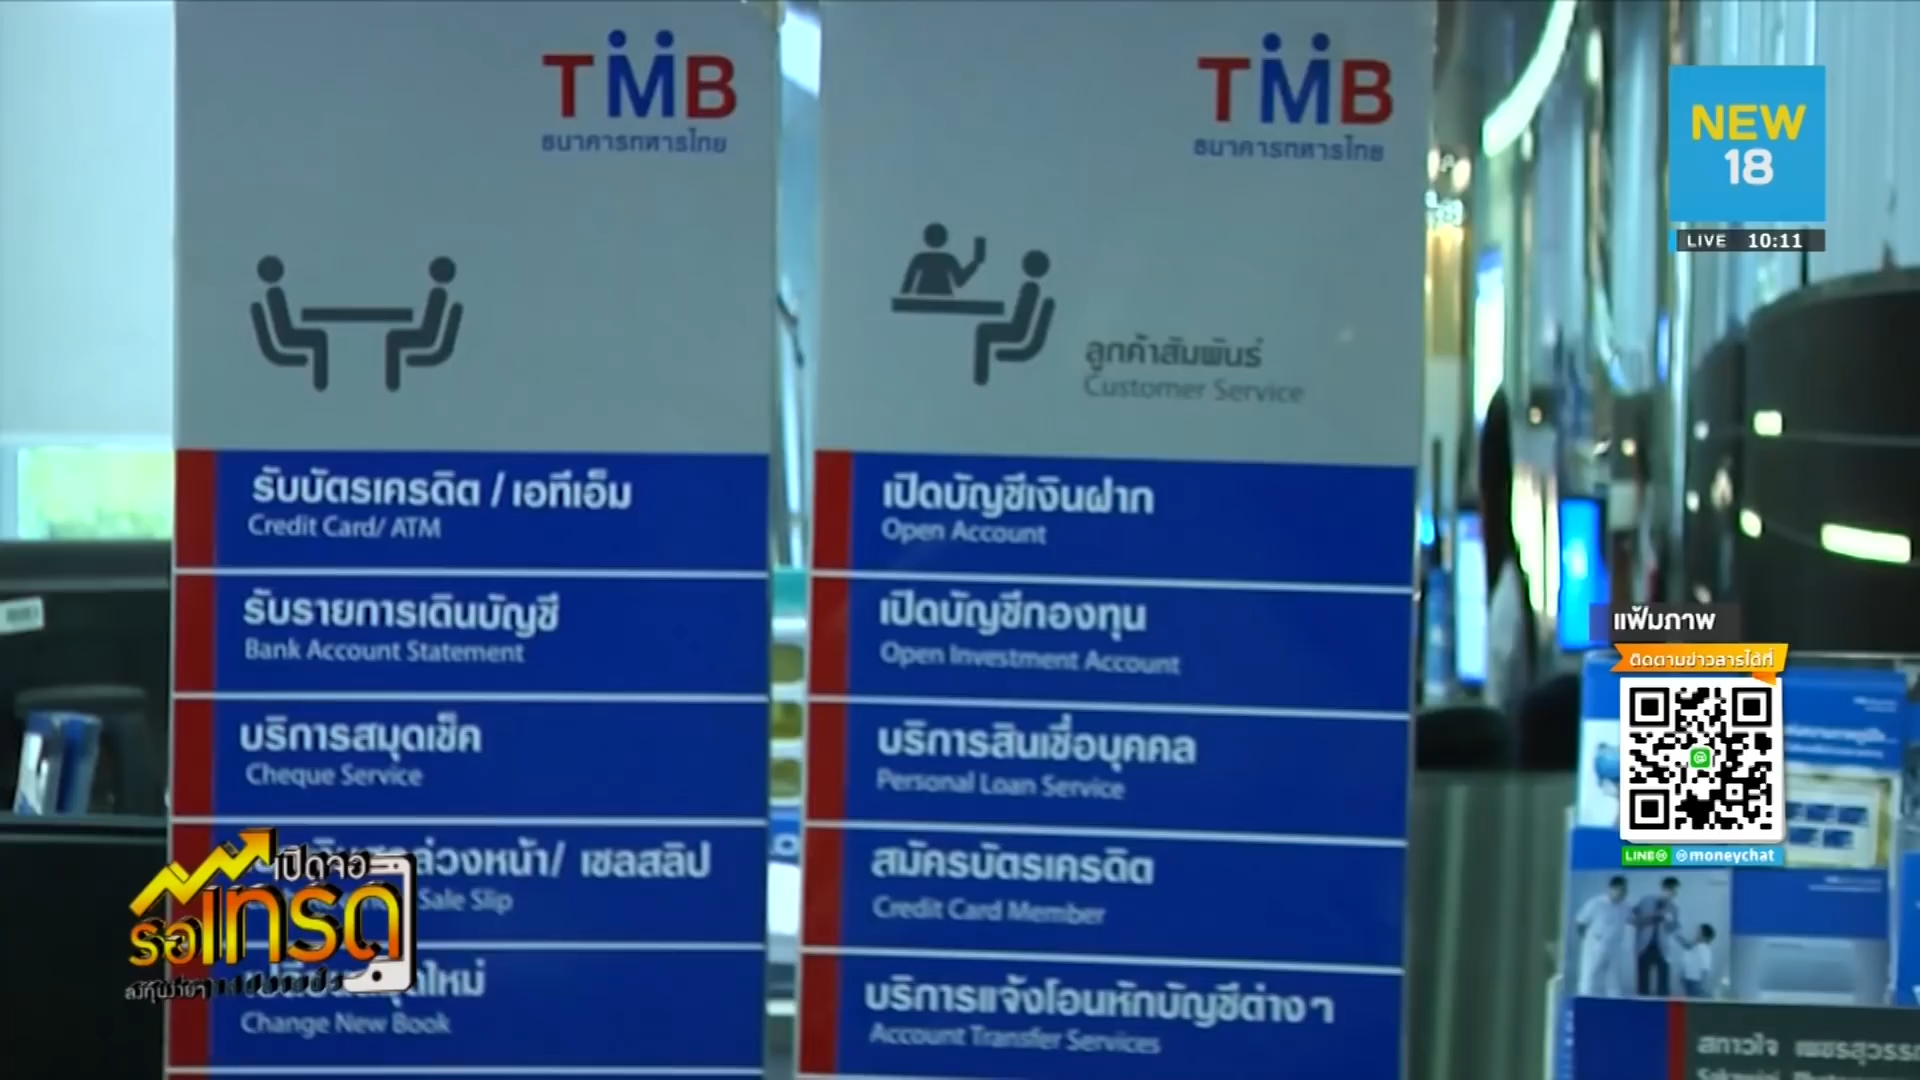 TMB
ธนาคารทหารไทย
รับบัตรเครดิต / เอทีเอ็ม
Credit Card/ ATM
รับรายการเดินบัญชี
Bank Account Statement
บริการสมุดเช็ค
Cheque Service
ล่วงหน้า/ เซลสลิป
Sale Slip
Change New Book
TMB
ธนาคารทหารไทย
ลูกค้าสัมพันธ์
Customer Service
เปิดบัญชีเงินฝาก
Open Account
เปิดบัญชีกองทุน
Open Investment Account
บริการสินเชื่อบุคคล
Personal Loan Service
สมัครบัตรเครดิต
Credit Card Member
บริการแจ้งโอนหักบัญชีต่างๆ
Account Transfer Services
NEW
18
LIVE 10:11
แฟ้มภาพ
ติดตามข่าวสารได้ที่
LINE@ @moneychat
เปิดจอ
รอเทรด